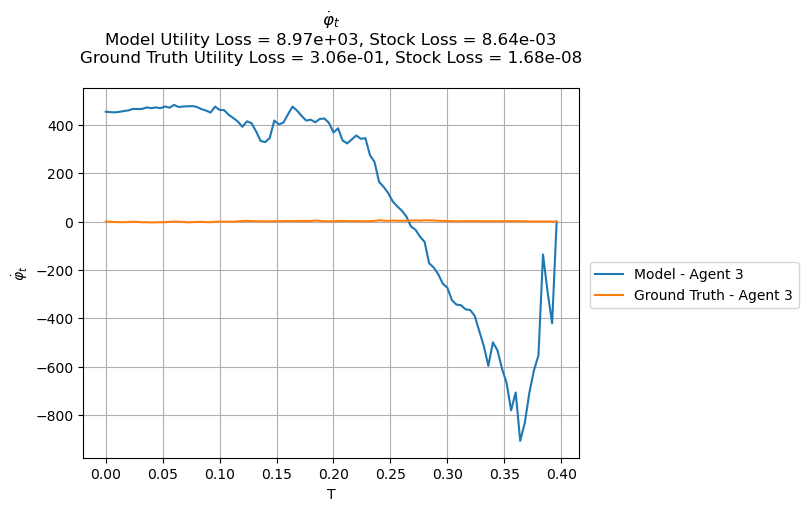 φ̇ₜ
Model Utility Loss = 8.97e+03, Stock Loss = 8.64e-03
Ground Truth Utility Loss = 3.06e-01, Stock Loss = 1.68e-08
400
200
0
−200
−400
−600
−800
φ̇ₜ
0.00 0.05 0.10 0.15 0.20 0.25 0.30 0.35 0.40
T
Model - Agent 3
Ground Truth - Agent 3